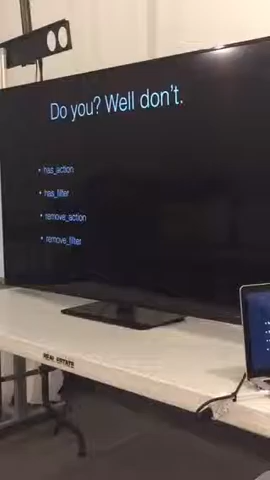 Do you? Well don't.
• has_action
• has_filter
• remove_action
• remove_filter
REAL ESTATE